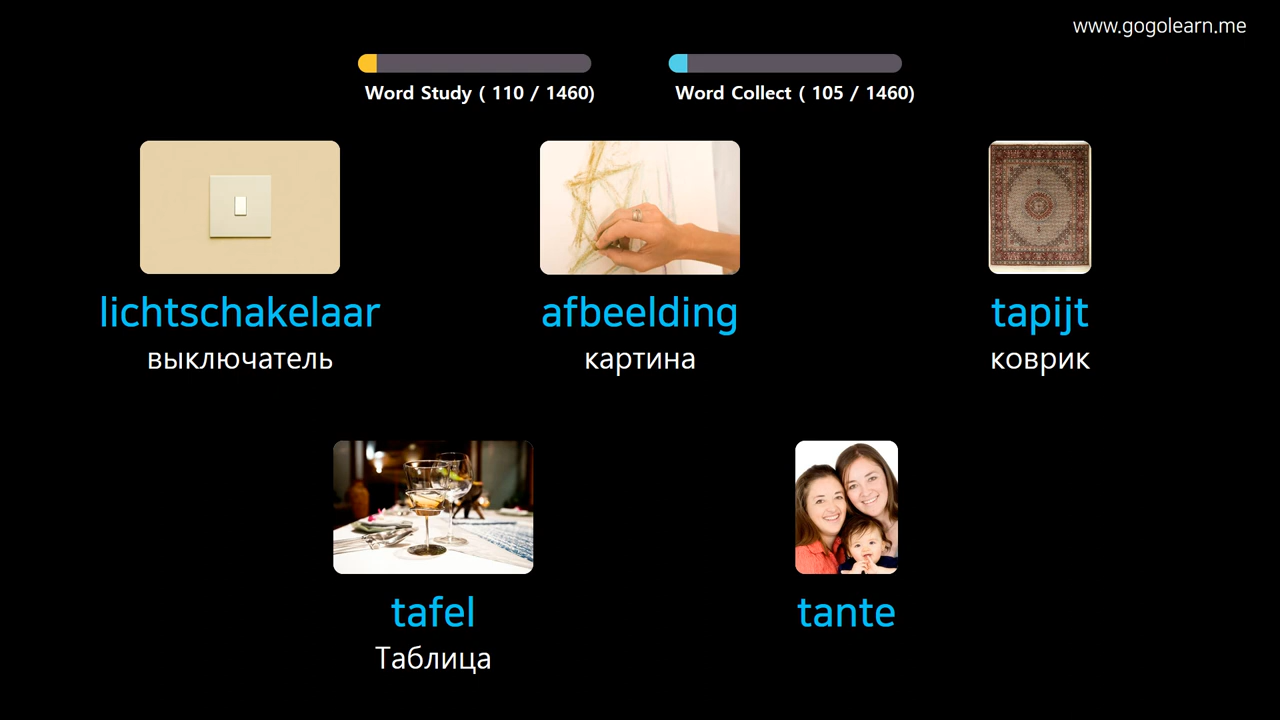 www.gogolearn.me
Word Study ( 110 / 1460)
Word Collect ( 105 / 1460)
lichtschakelaar
выключатель
afbeelding
картина
tapijt
коврик
tafel
Таблица
tante